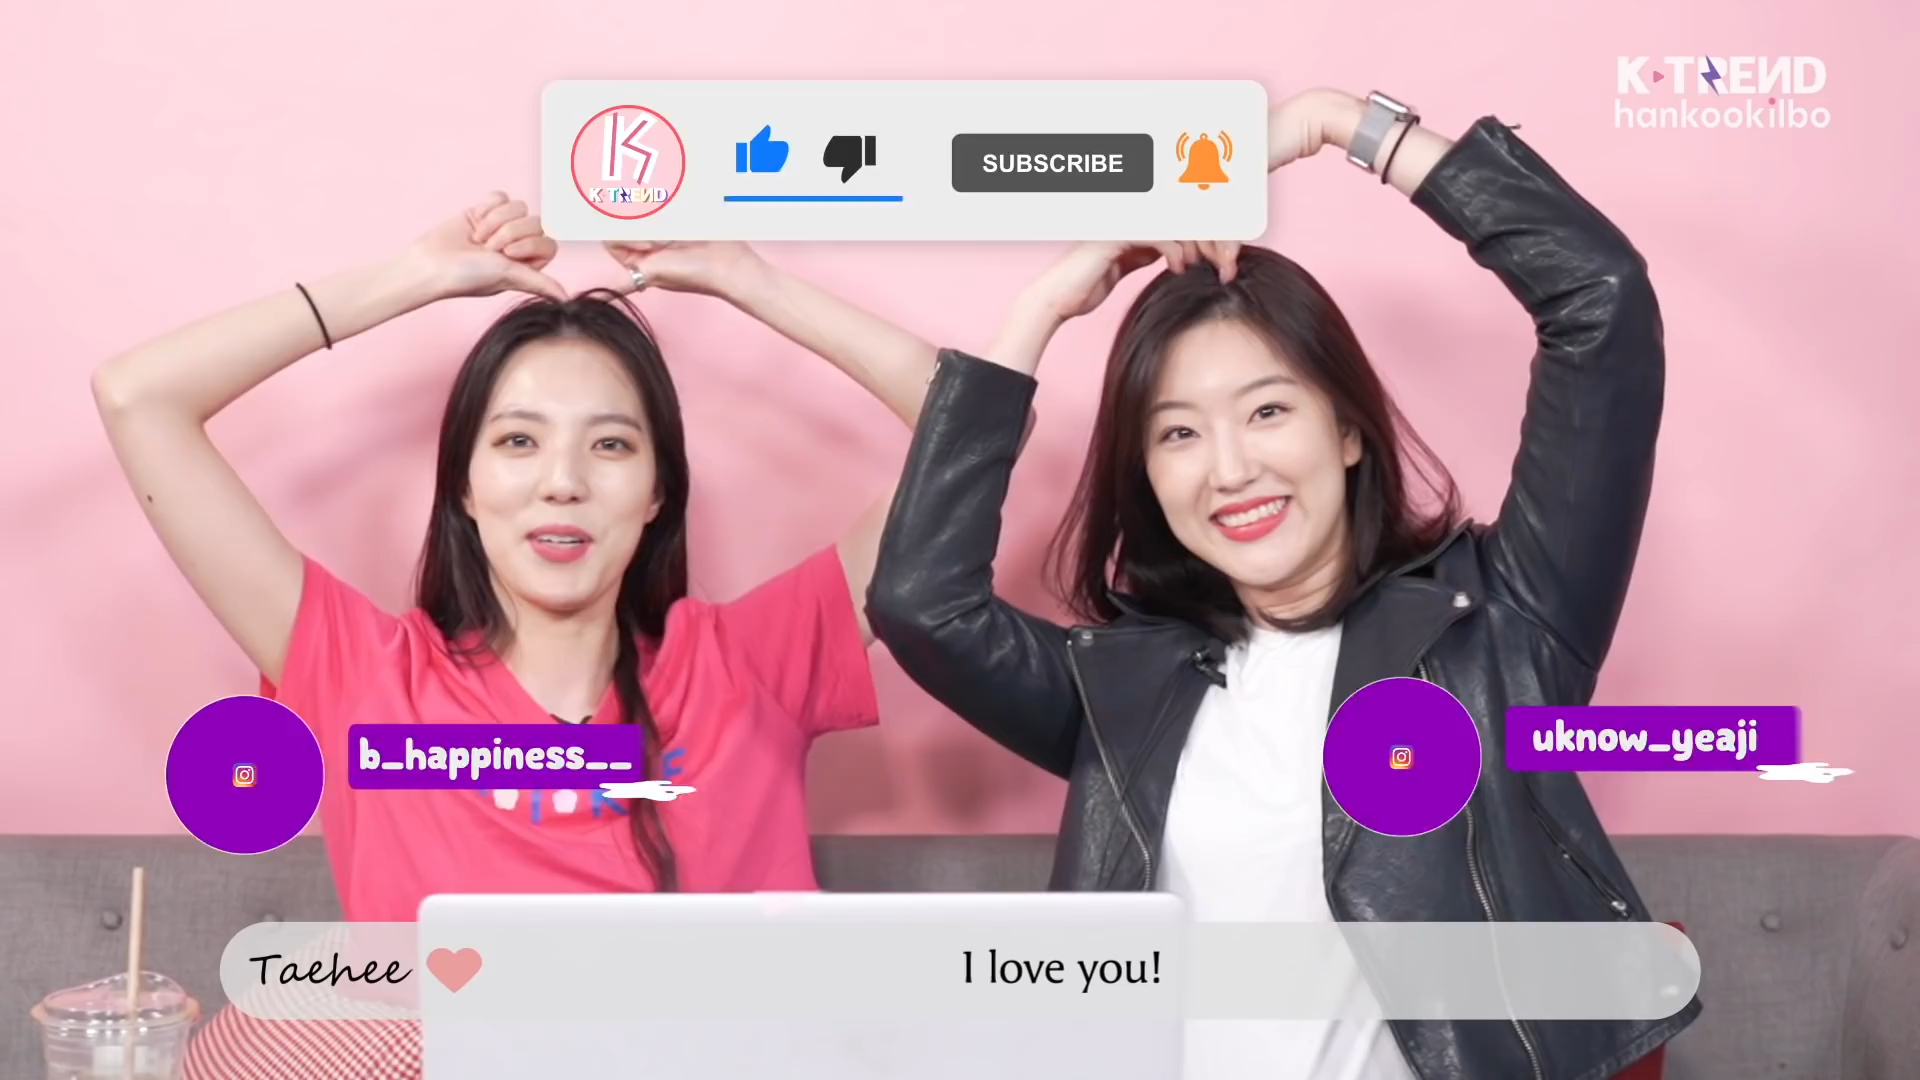 K TREND
hankookilbo
K TREND
SUBSCRIBE
b_happiness__
uknow_yeaji
Taehee
I love you!